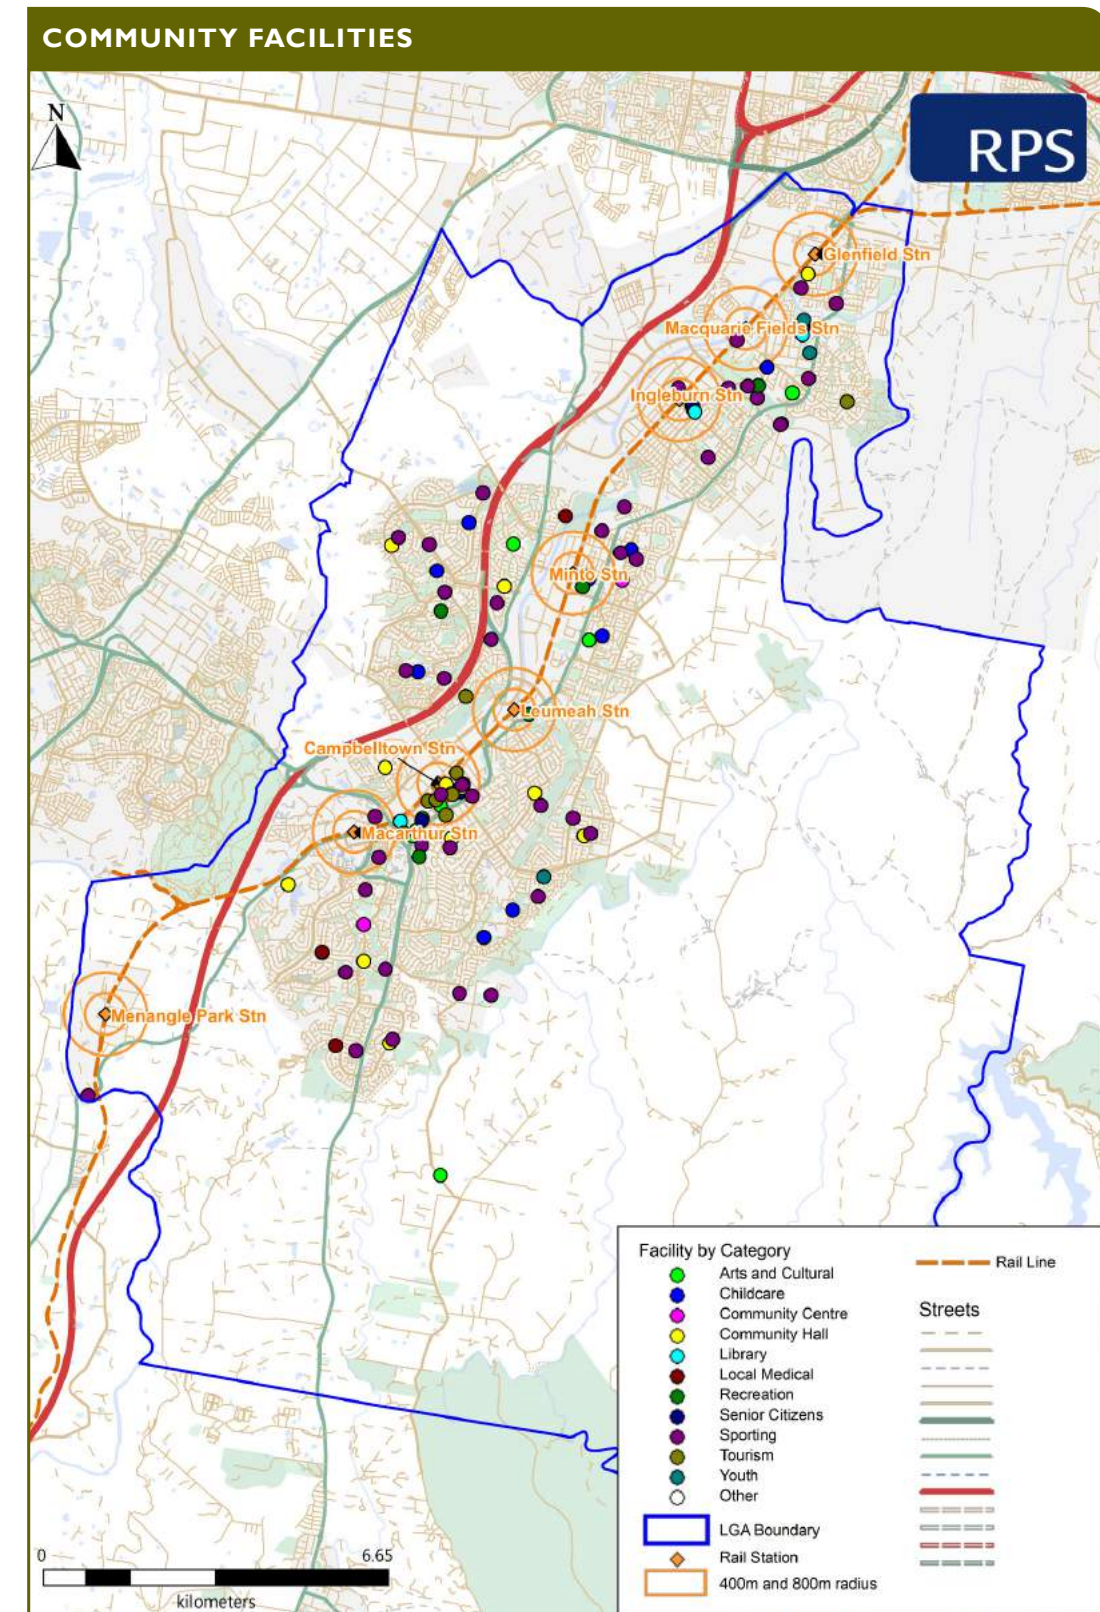 COMMUNITY FACILITIES
N
RPS
Glenfield Stn
Macquarie Fields Stn
Ingleburn Stn
Minto Stn
Leumeah Stn
Campbelltown Stn
Macarthur Stn
Menangle Park Stn
Facility by Category
Arts and Cultural
Childcare
Community Centre
Community Hall
Library
Local Medical
Recreation
Senior Citizens
Sporting
Tourism
Youth
Other
LGA Boundary
Rail Station
400m and 800m radius
Rail Line
Streets
0 6.65
kilometers